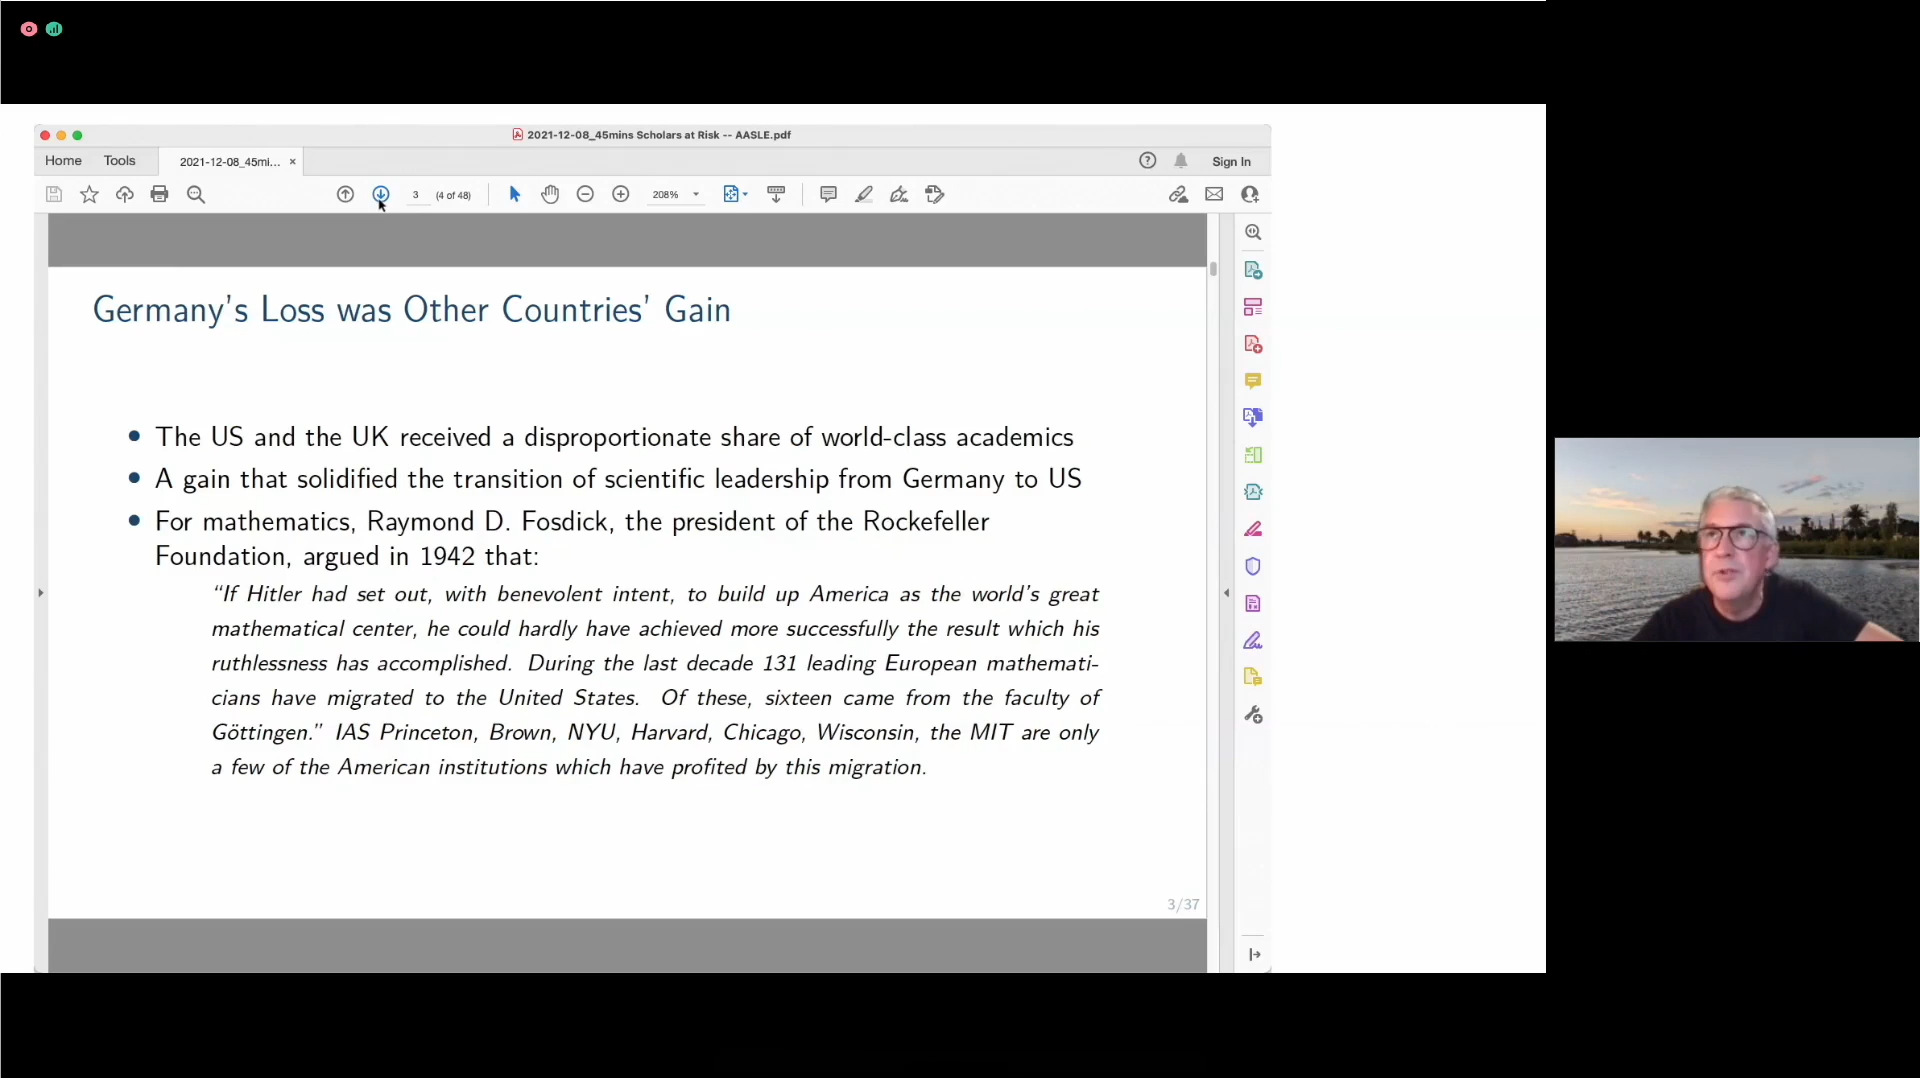 2021-12-08_45mins Scholars at Risk -- AASLE.pdf
Home Tools 2021-12-08_45mi... × Sign In
3 (4 of 48) 208%
Germany's Loss was Other Countries' Gain
The US and the UK received a disproportionate share of world-class academics
A gain that solidified the transition of scientific leadership from Germany to US
For mathematics, Raymond D. Fosdick, the president of the Rockefeller
Foundation, argued in 1942 that:
“If Hitler had set out, with benevolent intent, to build up America as the world's great
mathematical center, he could hardly have achieved more successfully the result which his
ruthlessness has accomplished. During the last decade 131 leading European mathemati-
cians have migrated to the United States. Of these, sixteen came from the faculty of
Göttingen.” IAS Princeton, Brown, NYU, Harvard, Chicago, Wisconsin, the MIT are only
a few of the American institutions which have profited by this migration.
3/37